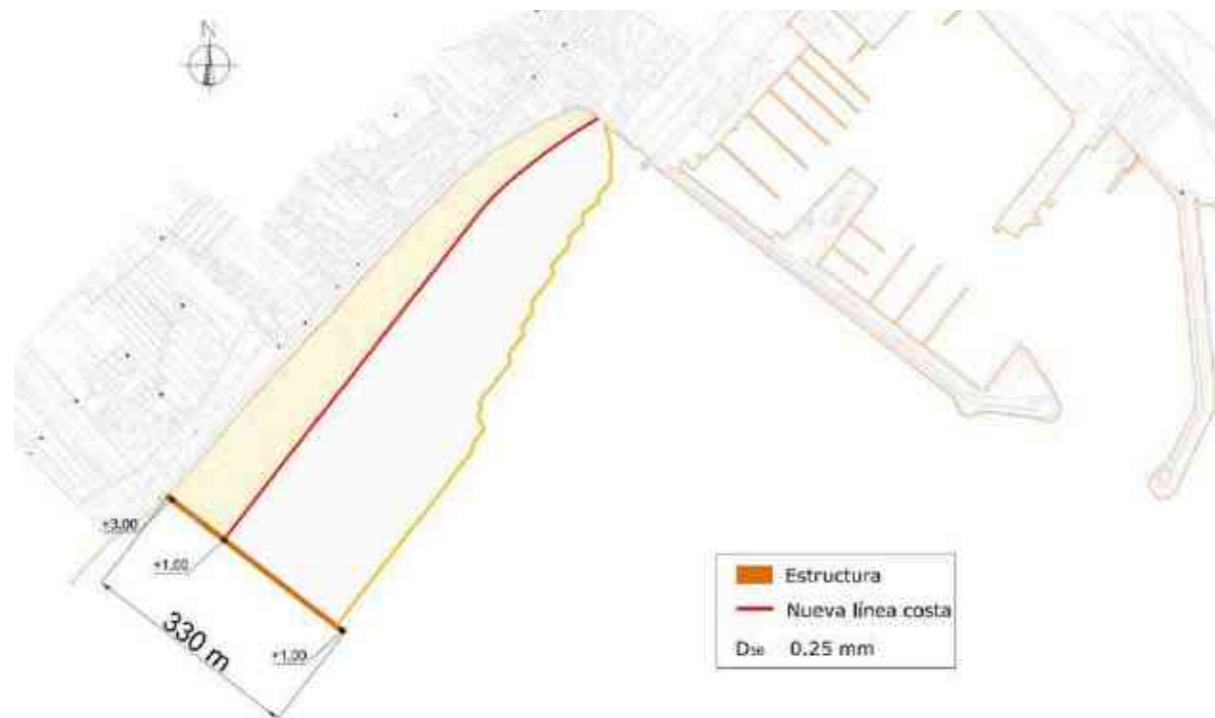 N
+3.00
+1.00
330 m
+1.00
Estructura
Nueva línea costa
D₅₀ 0.25 mm